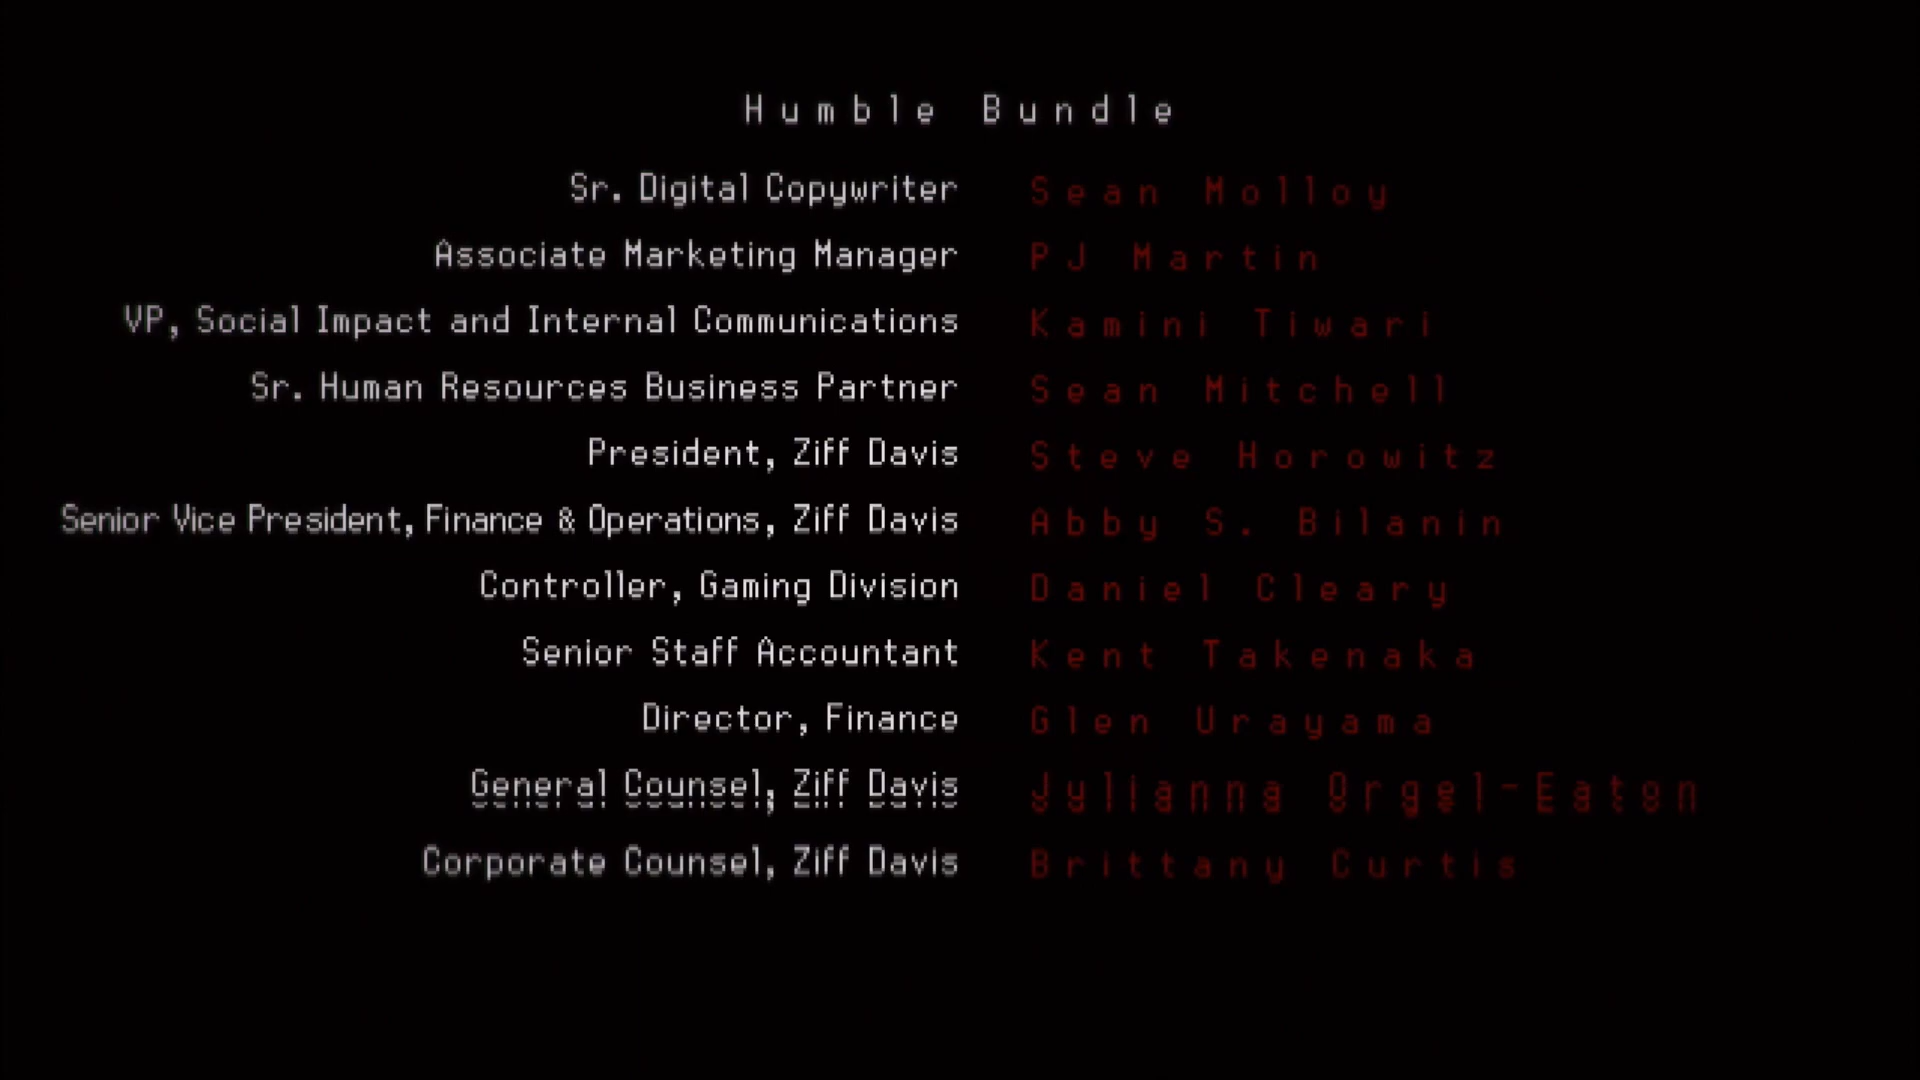 Humble Bundle
Sr. Digital Copywriter Sean Molloy
Associate Marketing Manager PJ Martin
VP, Social Impact and Internal Communications Kamini Tiwari
Sr. Human Resources Business Partner Sean Mitchell
President, Ziff Davis Steve Horowitz
Senior Vice President, Finance & Operations, Ziff Davis Abby S. Bilanin
Controller, Gaming Division Daniel Cleary
Senior Staff Accountant Kent Takenaka
Director, Finance Glen Urayama
General Counsel, Ziff Davis Julianna Orgel-Eaton
Corporate Counsel, Ziff Davis Brittany Curtis